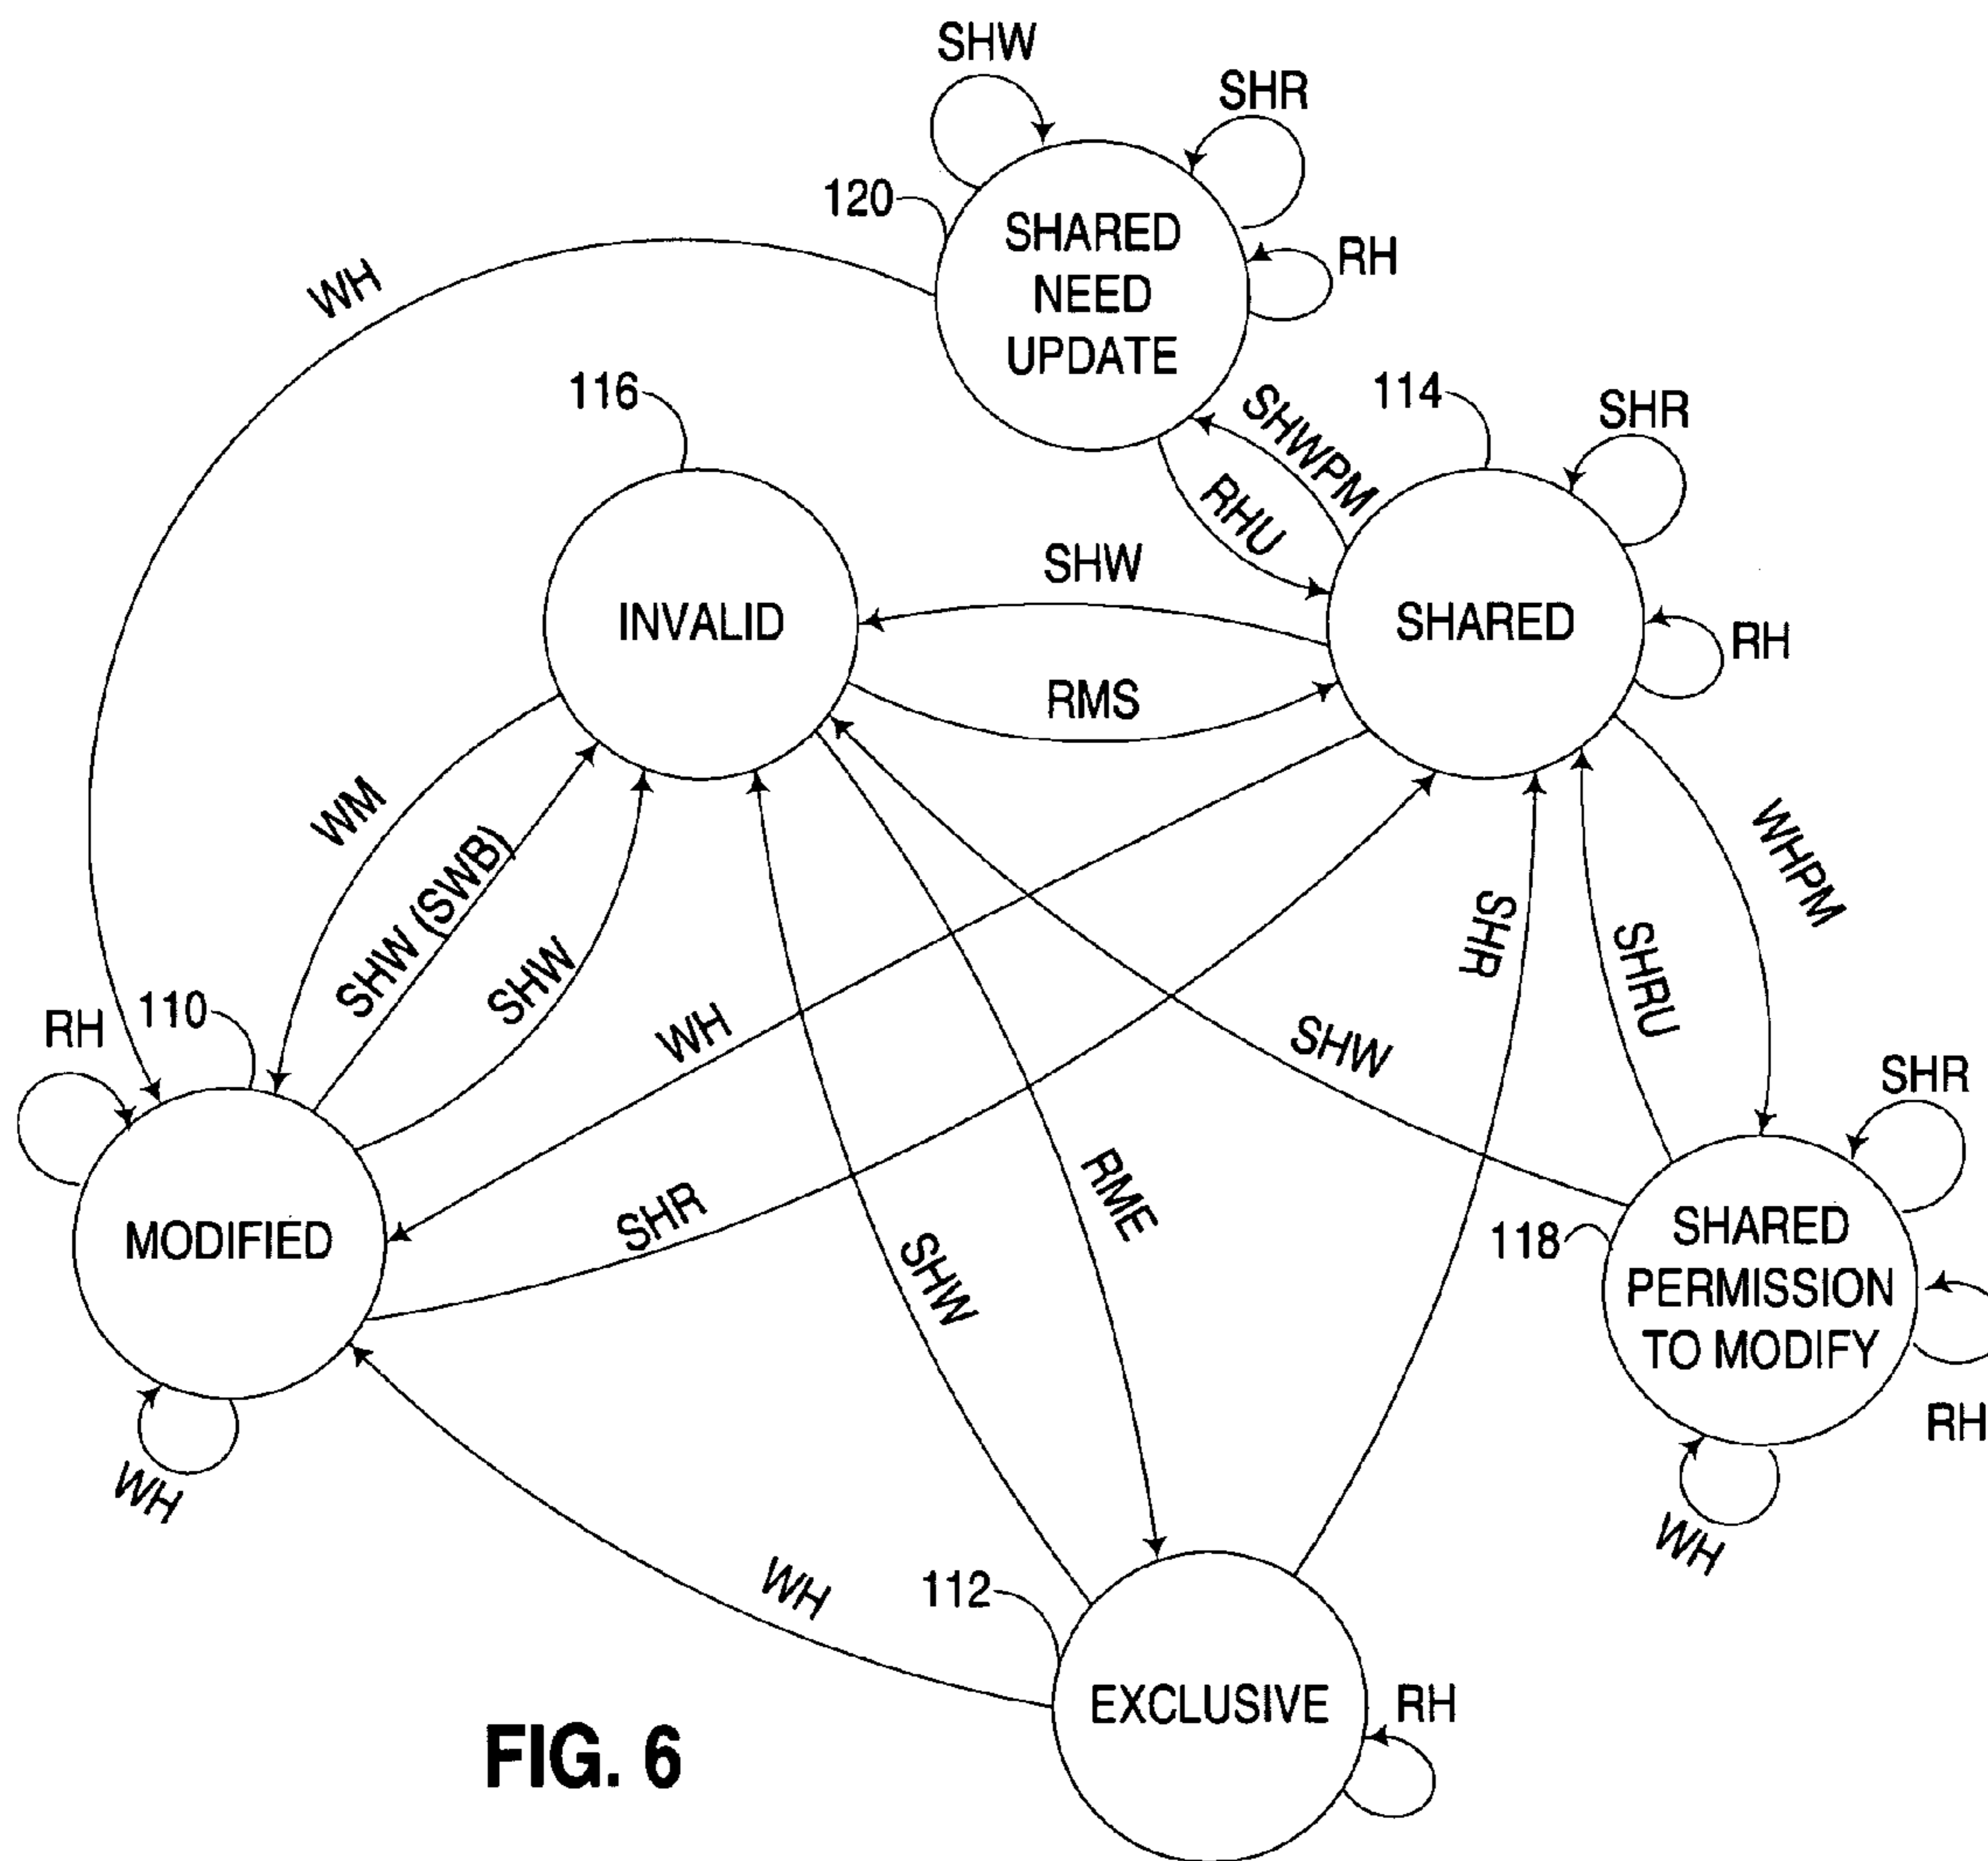 SHW
SHR
120
SHARED
NEED
UPDATE
RH
WH
116
SHWPM
114
SHR
RHU
SHW
INVALID
SHARED
RH
RMS
WM
WHPM
SHW (SWB)
SHR
SHRU
SHW
RH
110
WH
SHW
SHR
RME
SHR
MODIFIED
SHW
118
SHARED
PERMISSION
TO MODIFY
RH
WH
WH
WH
112
EXCLUSIVE
RH
FIG. 6